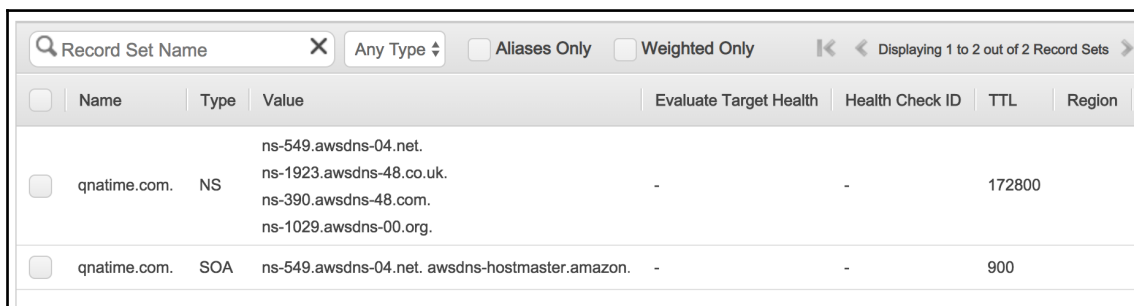 Record Set Name Any Type Aliases Only Weighted Only Displaying 1 to 2 out of 2 Record Sets
Name Type Value Evaluate Target Health Health Check ID TTL Region
ns-549.awsdns-04.net.
ns-1923.awsdns-48.co.uk.
qnatime.com. NS - - 172800
ns-390.awsdns-48.com.
ns-1029.awsdns-00.org.
qnatime.com. SOA ns-549.awsdns-04.net. awsdns-hostmaster.amazon. - - 900